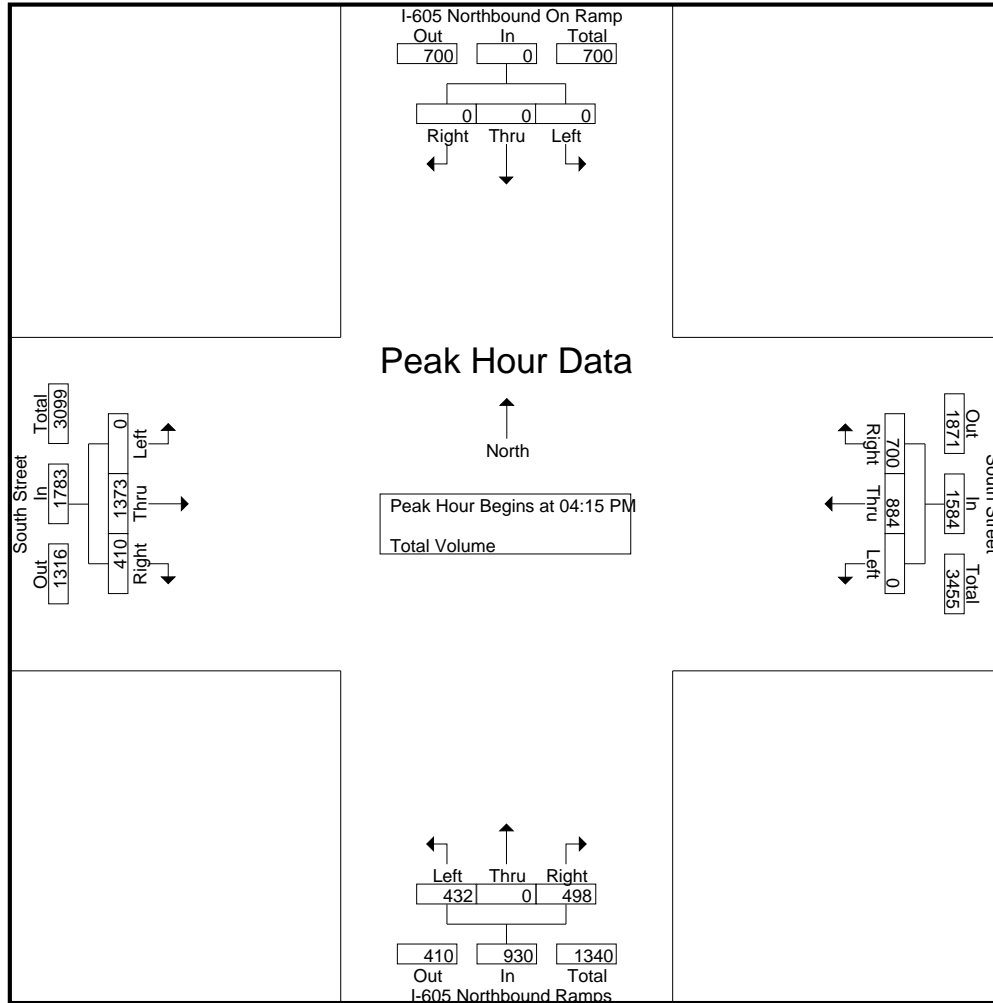 I-605 Northbound On Ramp
Out In Total
700 0 700
0 0 0
Right Thru Left
Peak Hour Data
North
Peak Hour Begins at 04:15 PM
Total Volume
South Street
Out In Total
1316 1783 3099
410 1373 0
Right Thru Left
South Street
Out In Total
1871 1584 3455
700 884 0
Right Thru Left
Left Thru Right
432 0 498
410 930 1340
Out In Total
I-605 Northbound Ramps